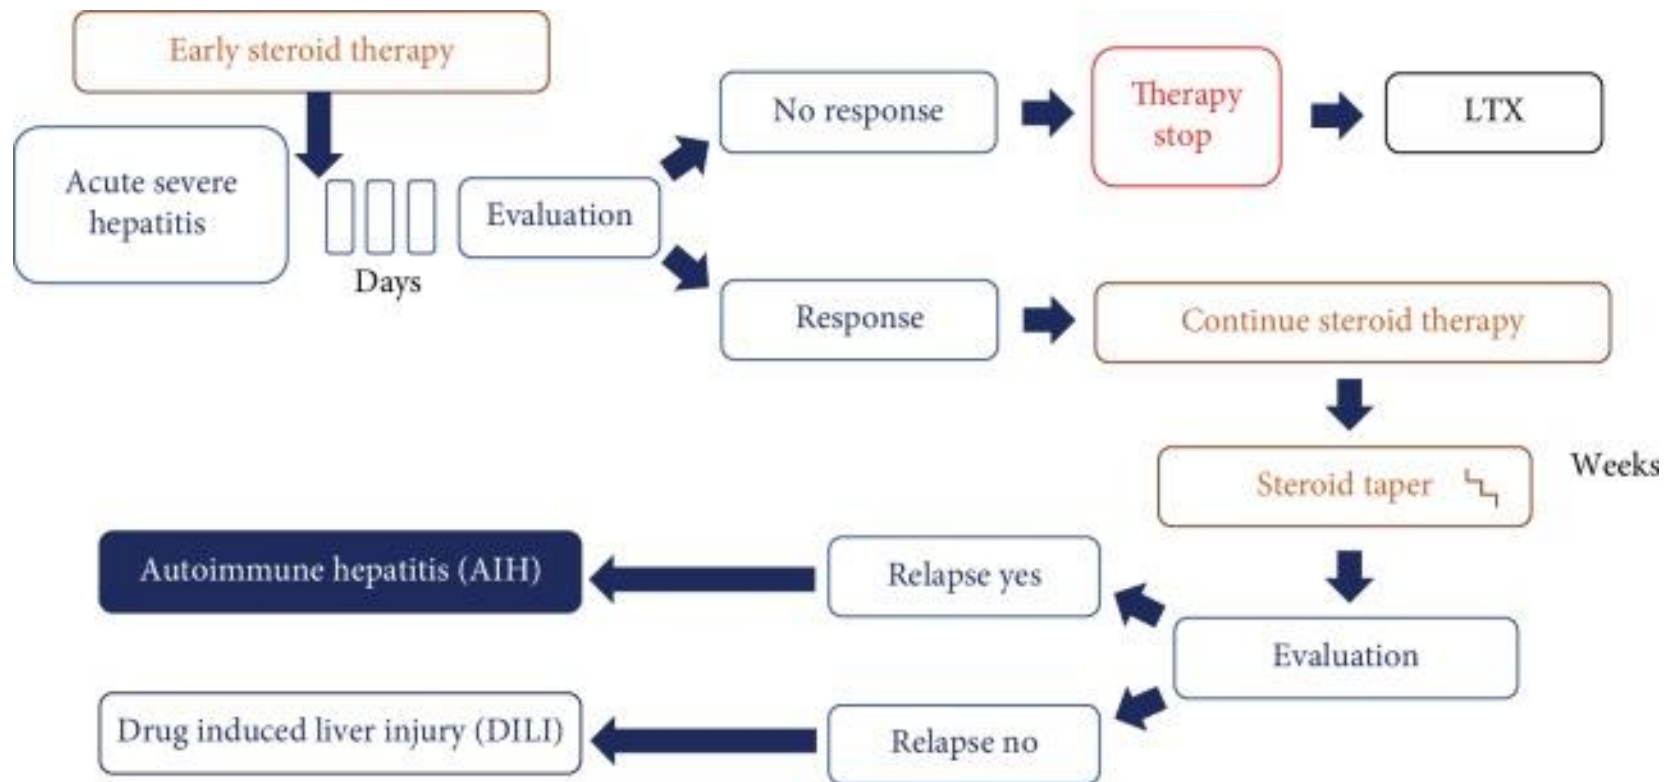 Early steroid therapy
Acute severe
hepatitis
Days
Evaluation
No response
Therapy
stop
LTX
Response
Continue steroid therapy
Steroid taper
Weeks
Evaluation
Relapse yes
Autoimmune hepatitis (AIH)
Relapse no
Drug induced liver injury (DILI)